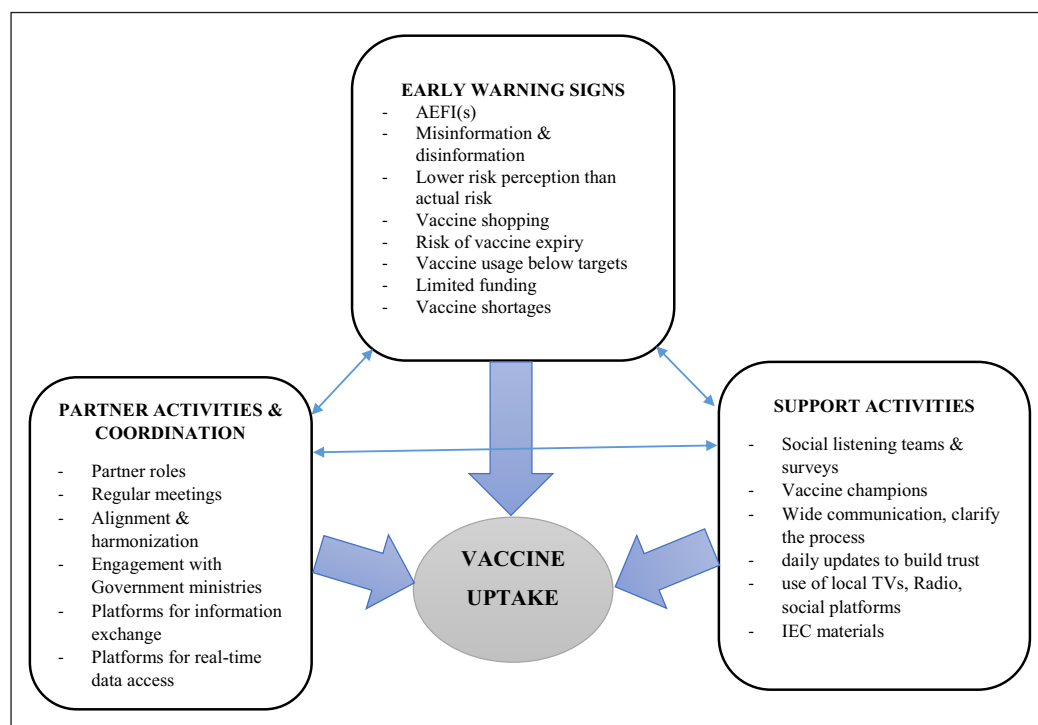 EARLY WARNING SIGNS
- AEFI(s)
- Misinformation &
disinformation
- Lower risk perception than
actual risk
- Vaccine shopping
- Risk of vaccine expiry
- Vaccine usage below targets
- Limited funding
- Vaccine shortages
PARTNER ACTIVITIES &
COORDINATION
- Partner roles
- Regular meetings
- Alignment &
harmonization
- Engagement with
Government ministries
- Platforms for information
exchange
- Platforms for real-time
data access
VACCINE
UPTAKE
SUPPORT ACTIVITIES
- Social listening teams &
surveys
- Vaccine champions
- Wide communication, clarify
the process
- daily updates to build trust
- use of local TVs, Radio,
social platforms
- IEC materials